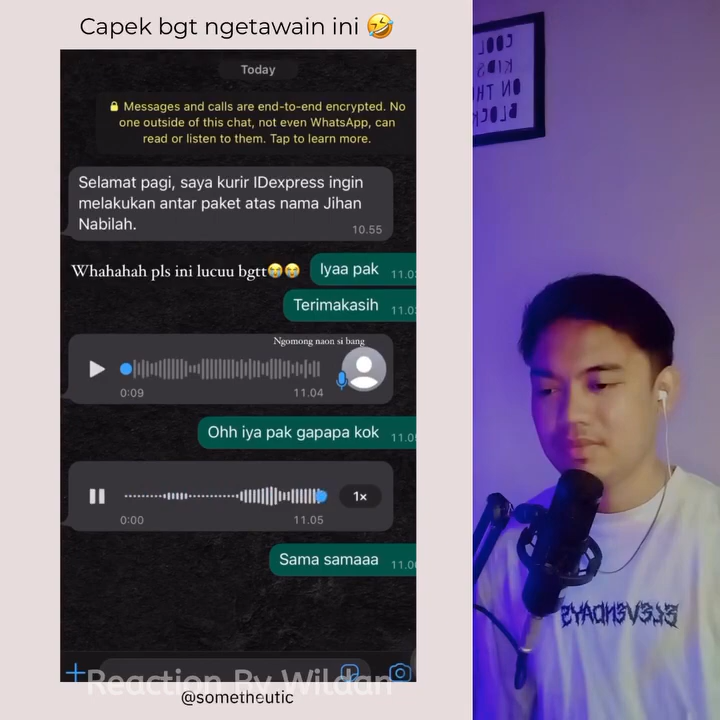 Capek bgt ngetawain ini 🤣
Today
🔒 Messages and calls are end-to-end encrypted. No
one outside of this chat, not even WhatsApp, can
read or listen to them. Tap to learn more.
Selamat pagi, saya kurir IDexpress ingin
melakukan antar paket atas nama Jihan
Nabilah.
10.55
Whahahah pls ini lucuu bgtt😭😭
Iyaa pak
Terimakasih
Ngomong naon si bang
0:09
11.04
Ohh iya pak gapapa kok
1×
0:00
11.05
Sama samaaa
Reaction By Wildan
@sometheutic
COOL
KIDS
ON THE
BLOCK
ELEVENDAYS